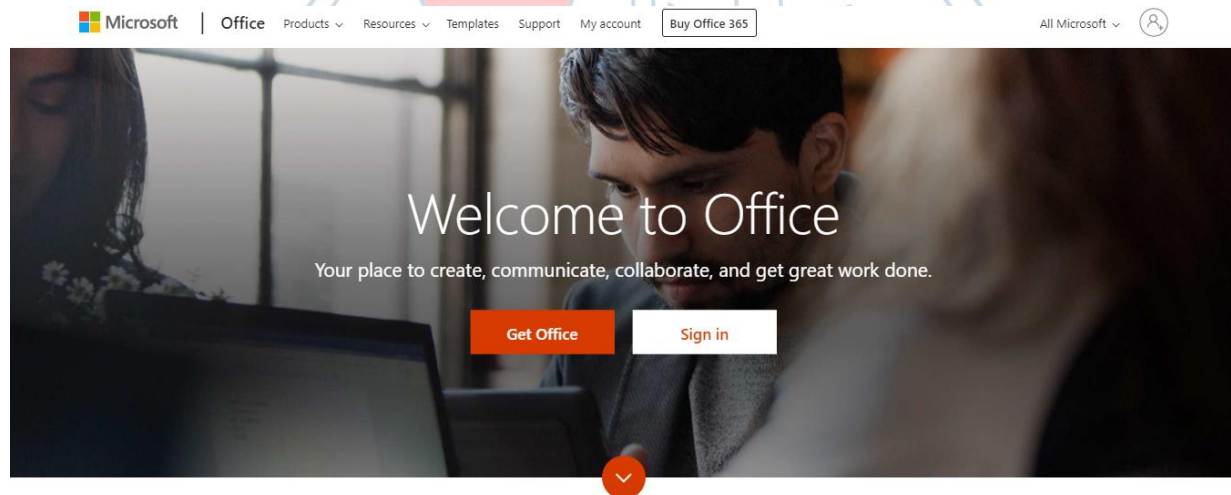 Microsoft Office Products Resources Templates Support My account Buy Office 365 All Microsoft
Welcome to Office
Your place to create, communicate, collaborate, and get great work done.
Get Office Sign in